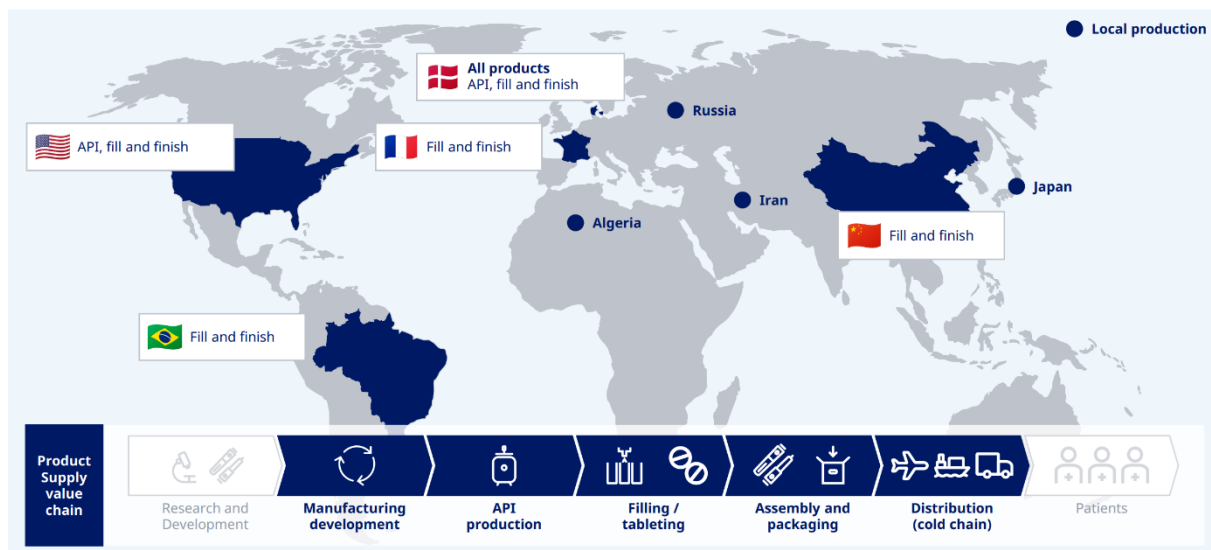 Local production
All products
API, fill and finish
Russia
API, fill and finish
Fill and finish
Japan
Iran
Algeria
Fill and finish
Fill and finish
Product
Supply
value
chain
Research and
Development
Manufacturing
development
API
production
Filling /
tableting
Assembly and
packaging
Distribution
(cold chain)
Patients